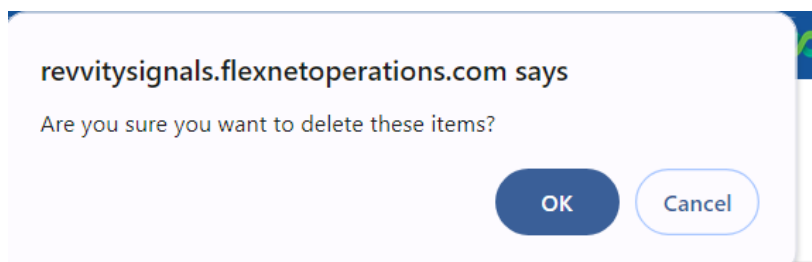 revvitysignals.flexnetoperations.com says
Are you sure you want to delete these items?
OK
Cancel